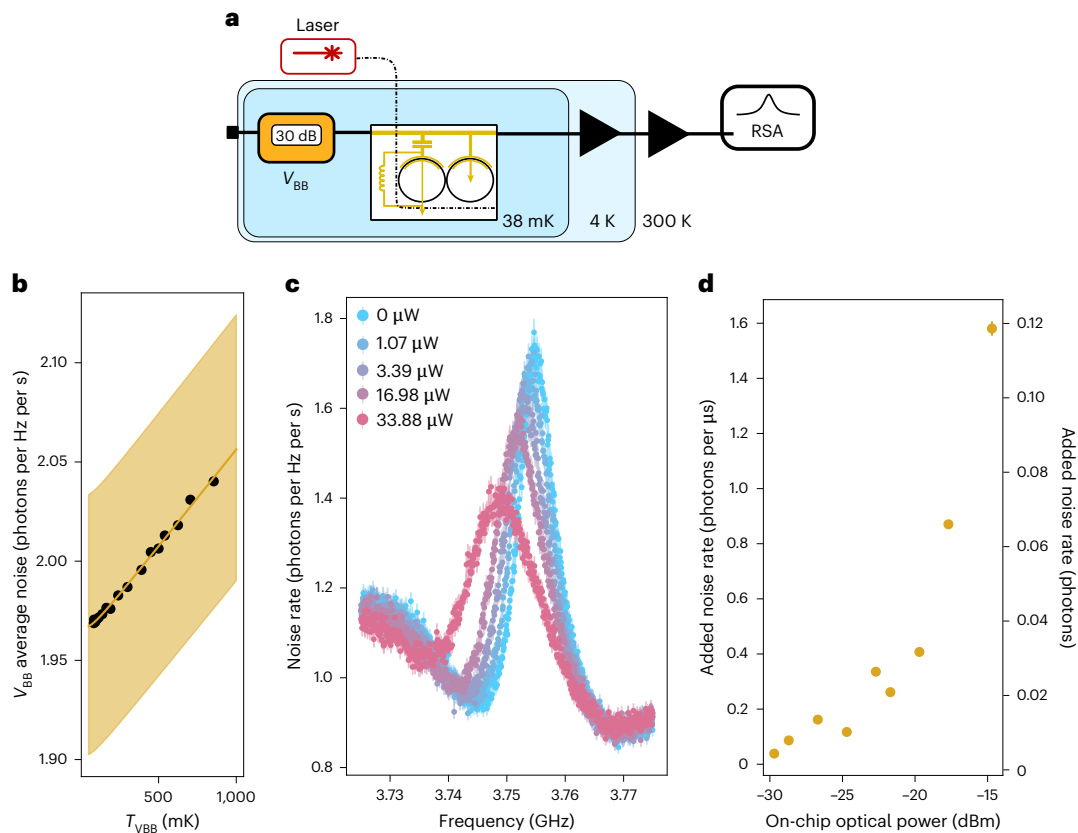 a
Laser
30 dB
V_BB
38 mK
4 K
300 K
RSA
b
V_BB average noise (photons per Hz per s)
2.10
2.05
2.00
1.95
1.90
500
1,000
T_VBB (mK)
c
Noise rate (photons per Hz per s)
1.8
1.6
1.4
1.2
1.0
0.8
0 μW
1.07 μW
3.39 μW
16.98 μW
33.88 μW
3.73
3.74
3.75
3.76
3.77
Frequency (GHz)
d
Added noise rate (photons per μs)
1.6
1.4
1.2
1.0
0.8
0.6
0.4
0.2
0
–30
–25
–20
–15
On-chip optical power (dBm)
0.12
0.10
0.08
0.06
0.04
0.02
0
Added noise rate
(photons)